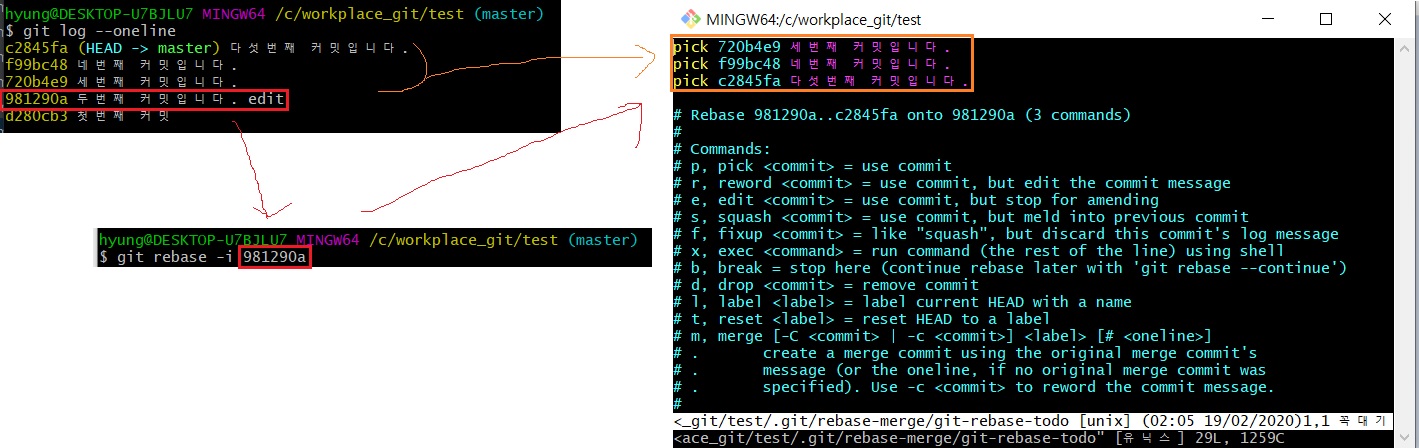 hyung@DESKTOP-U7BJLU7 MINGW64 /c/workplace_git/test (master)
$ git log --oneline
c2845fa (HEAD -> master) 다섯번째 커밋입니다.
f99bc48 네번째 커밋입니다.
720b4e9 세번째 커밋입니다.
981290a 두번째 커밋입니다. edit
d280cb3 첫번째 커밋
hyung@DESKTOP-U7BJLU7 MINGW64 /c/workplace_git/test (master)
$ git rebase -i 981290a
MINGW64:/c/workplace_git/test
pick 720b4e9 세번째 커밋입니다.
pick f99bc48 네번째 커밋입니다.
pick c2845fa 다섯번째 커밋입니다.
# Rebase 981290a..c2845fa onto 981290a (3 commands)
#
# Commands:
# p, pick <commit> = use commit
# r, reword <commit> = use commit, but edit the commit message
# e, edit <commit> = use commit, but stop for amending
# s, squash <commit> = use commit, but meld into previous commit
# f, fixup <commit> = like "squash", but discard this commit's log message
# x, exec <command> = run command (the rest of the line) using shell
# b, break = stop here (continue rebase later with 'git rebase --continue')
# d, drop <commit> = remove commit
# l, label <label> = label current HEAD with a name
# t, reset <label> = reset HEAD to a label
# m, merge [-C <commit> | -c <commit>] <label> [# <oneline>]
# .       create a merge commit using the original merge commit's
# .       message (or the oneline, if no original merge commit was
# .       specified). Use -c <commit> to reword the commit message.
#
<_git/test/.git/rebase-merge/git-rebase-todo [unix] (02:05 19/02/2020)1,1 꼭대기
<ace_git/test/.git/rebase-merge/git-rebase-todo" [유닉스] 29L, 1259C